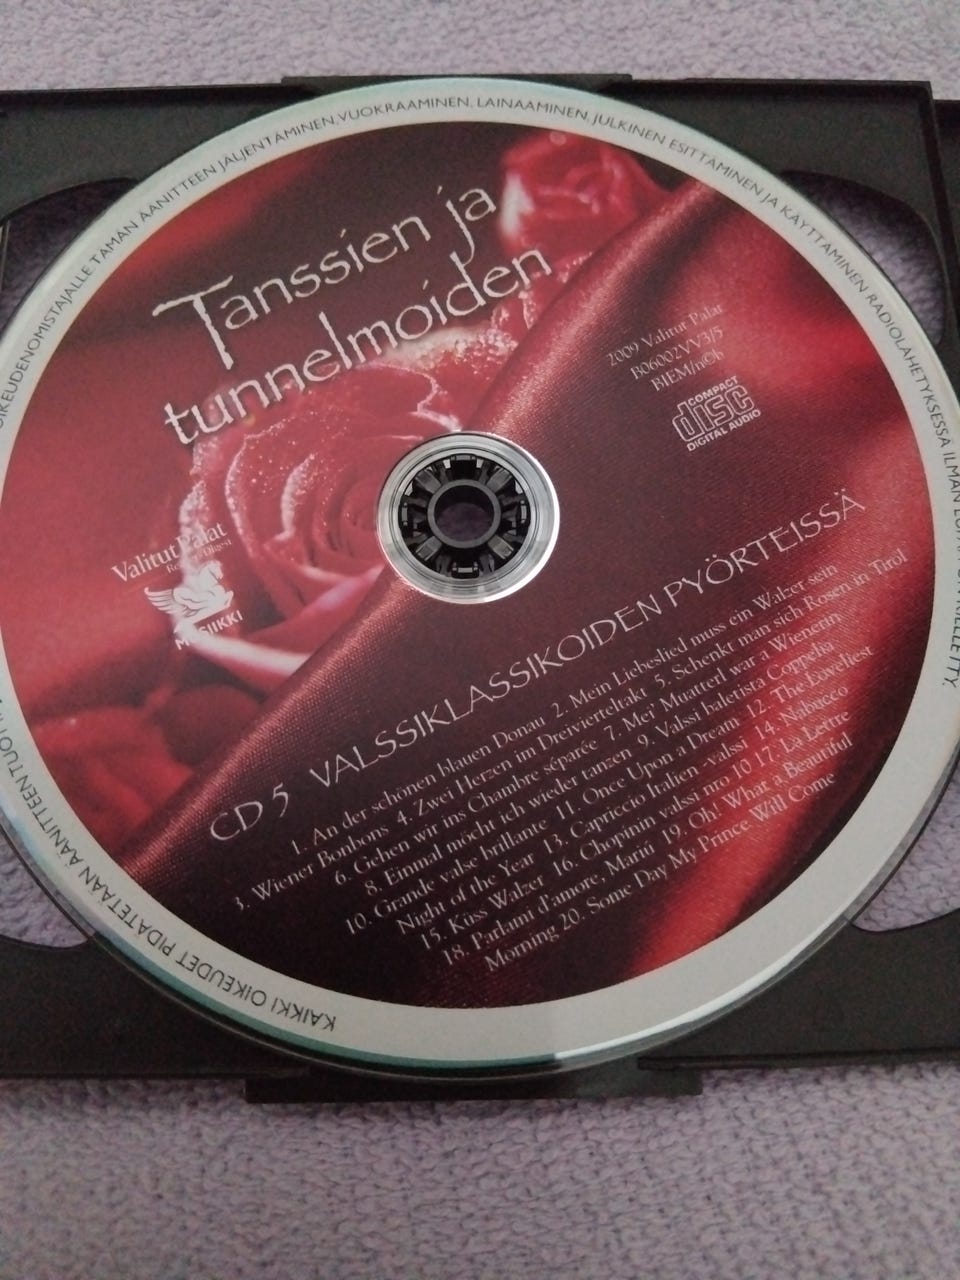 KAIKKI OIKEUDET PIDÄTETÄÄN ÄÄNITTEEN OIKEUDENOMISTAJALLE. TÄMÄN ÄÄNITTEEN JÄLJENTÄMINEN, VUOKRAAMINEN, LAINAAMINEN, JULKINEN ESITTÄMINEN JA KÄYTTÄMINEN RADIOLÄHETYKSESSÄ ILMAN ON KIELLETTY.
Tanssien ja
tunnelmoiden
2009 Valitut Palat
B06002VV3/5
BIEM/n©b
COMPACT
disc
DIGITAL AUDIO
Valitut Palat
Reader's Digest
MUSIIKKI
CD 5 VALSSIKLASSIKOIDEN PYÖRTEISSÄ
1. An der schönen blauen Donau 2. Mein Liebeslied muss ein Walzer sein
3. Wiener Bonbons 4. Zwei Herzen im Dreivierteltakt 5. Schenkt man sich Rosen in Tirol
6. Gehen wir ins Chambre séparée 7. Mei' Muatterl war a Wienerin
8. Einmal möcht ich wieder tanzen 9. Valssi baletista Coppelia
10. Grande valse brillante 11. Once Upon a Dream 12. The Loveliest
Night of the Year 13. Capriccio Italien -valssi 14. Nabucco
15. Küss Walzer 16. Chopinin valssi nro 10 17. La Lettre
18. Parlami d'amore, Mariú 19. Oh! What a Beautiful
Morning 20. Some Day My Prince Will Come